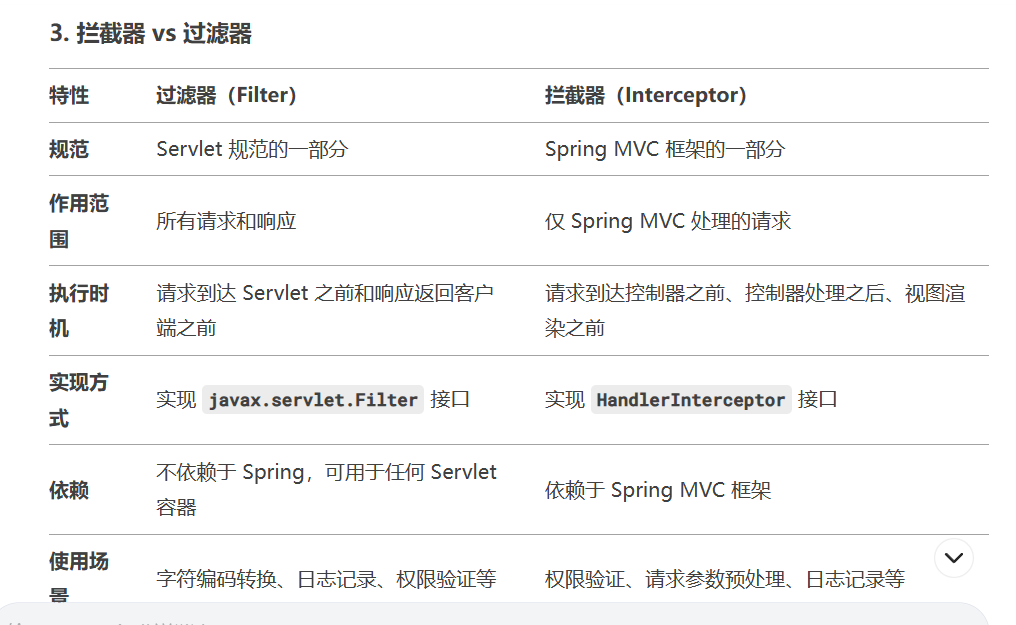 3. 拦截器 vs 过滤器
特性 过滤器（Filter） 拦截器（Interceptor）
规范 Servlet 规范的一部分 Spring MVC 框架的一部分
作用范
围
所有请求和响应 仅 Spring MVC 处理的请求
执行时
机
请求到达 Servlet 之前和响应返回客户
端之前
请求到达控制器之前、控制器处理之后、视图渲
染之前
实现方
式
实现 javax.servlet.Filter 接口 实现 HandlerInterceptor 接口
依赖
不依赖于 Spring，可用于任何 Servlet
容器
依赖于 Spring MVC 框架
使用场
景
字符编码转换、日志记录、权限验证等 权限验证、请求参数预处理、日志记录等